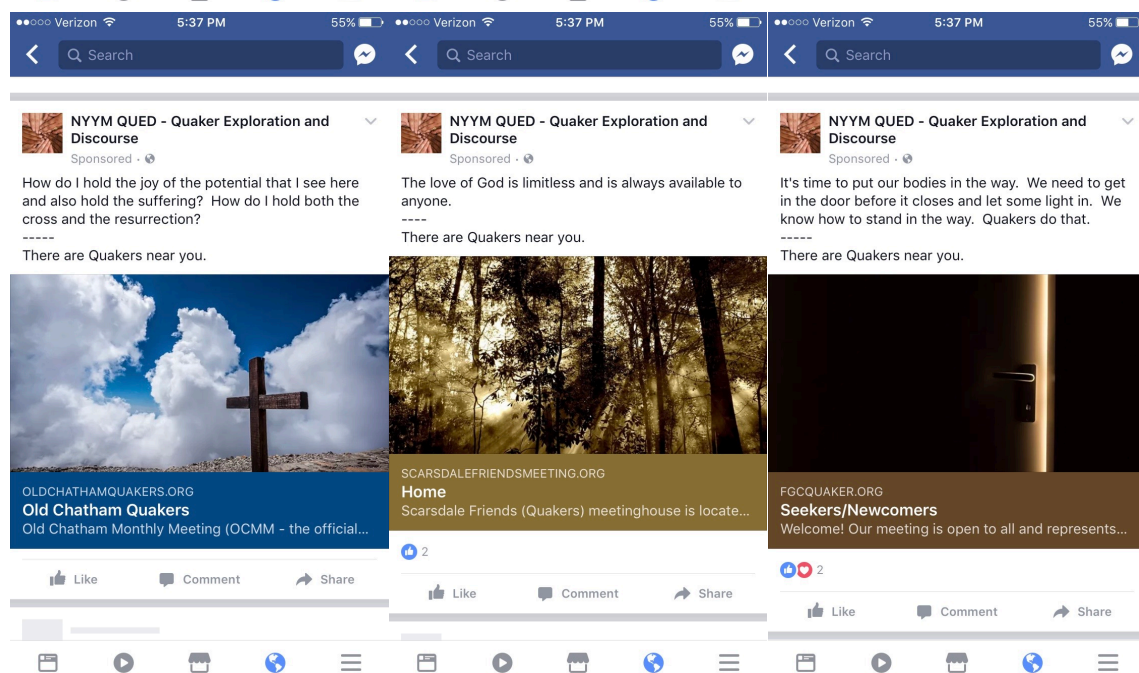 Verizon 5:37 PM 55%
Search
NYYM QUED - Quaker Exploration and
Discourse
Sponsored ·
How do I hold the joy of the potential that I see here
and also hold the suffering?  How do I hold both the
cross and the resurrection?
-----
There are Quakers near you.
OLDCHATHAMQUAKERS.ORG
Old Chatham Quakers
Old Chatham Monthly Meeting (OCMM - the official...
Like Comment Share
Verizon 5:37 PM 55%
Search
NYYM QUED - Quaker Exploration and
Discourse
Sponsored ·
The love of God is limitless and is always available to
anyone.
----
There are Quakers near you.
SCARSDALEFRIENDSMEETING.ORG
Home
Scarsdale Friends (Quakers) meetinghouse is locate...
2
Like Comment Share
Verizon 5:37 PM 55%
Search
NYYM QUED - Quaker Exploration and
Discourse
Sponsored ·
It's time to put our bodies in the way.  We need to get
in the door before it closes and let some light in.  We
know how to stand in the way.  Quakers do that.
-----
There are Quakers near you.
FGCQUAKER.ORG
Seekers/Newcomers
Welcome! Our meeting is open to all and represents...
2
Like Comment Share